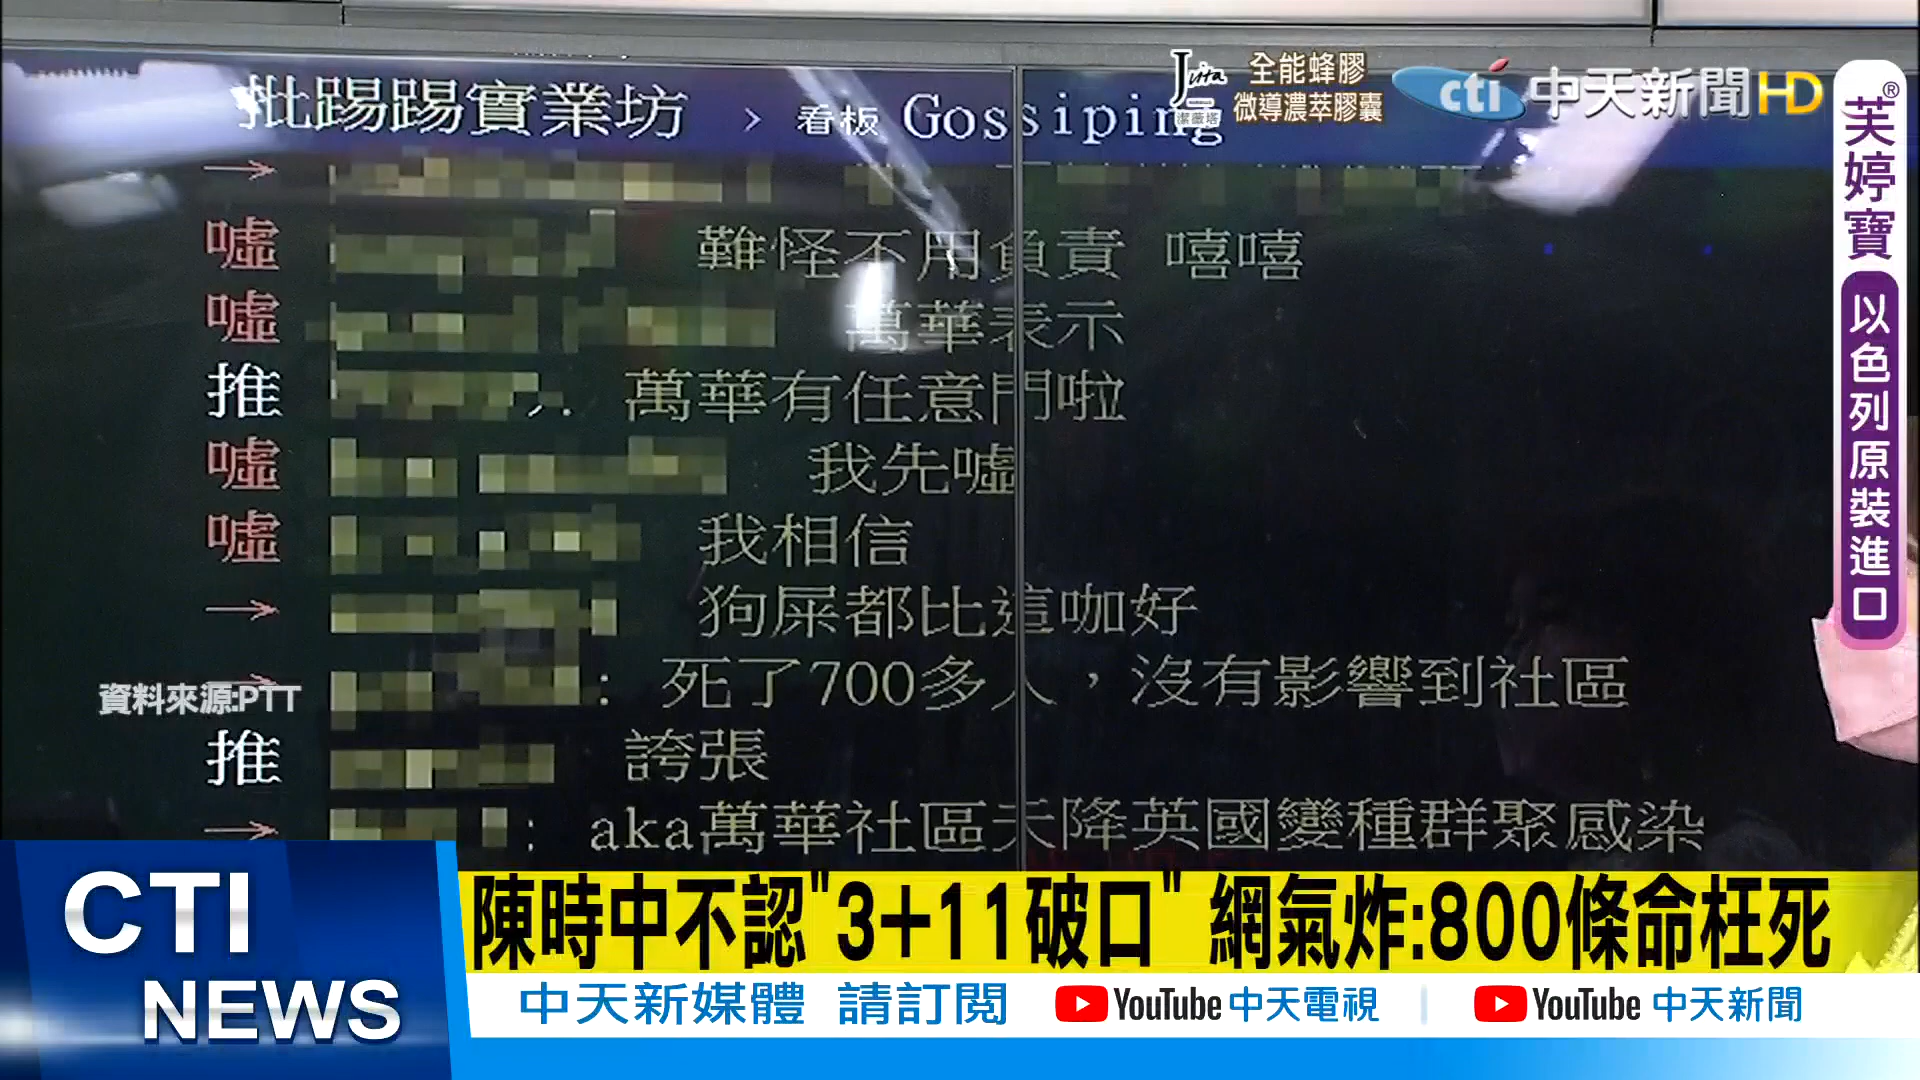 批踢踢實業坊 > 看板 Gossiping
Jvita
潔薇塔
全能蜂膠
微導濃萃膠囊
cti 中天新聞HD
芙婷寶®
以色列原裝進口
→
噓 難怪不用負責 嘻嘻
噓 萬華表示
推 萬華有任意門啦
噓 我先噓
噓 我相信
→ 狗屎都比這咖好
→ : 死了700多人，沒有影響到社區
資料來源:PTT
推 誇張
→ : aka萬華社區天降英國變種群聚感染
CTI
NEWS
陳時中不認"3+11破口" 網氣炸:800條命枉死
中天新媒體 請訂閱 YouTube 中天電視 | YouTube 中天新聞